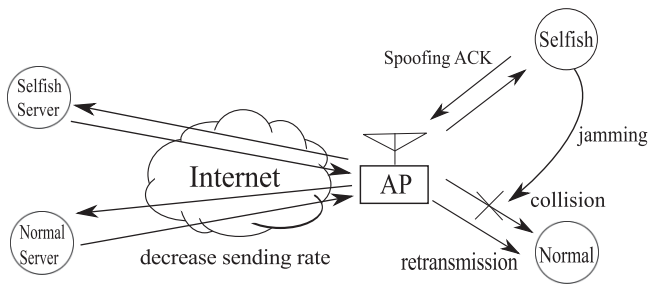 Selfish
Spoofing ACK
Selfish
Server
jamming
Internet
AP
collision
Normal
Server
decrease sending rate
retransmission
Normal